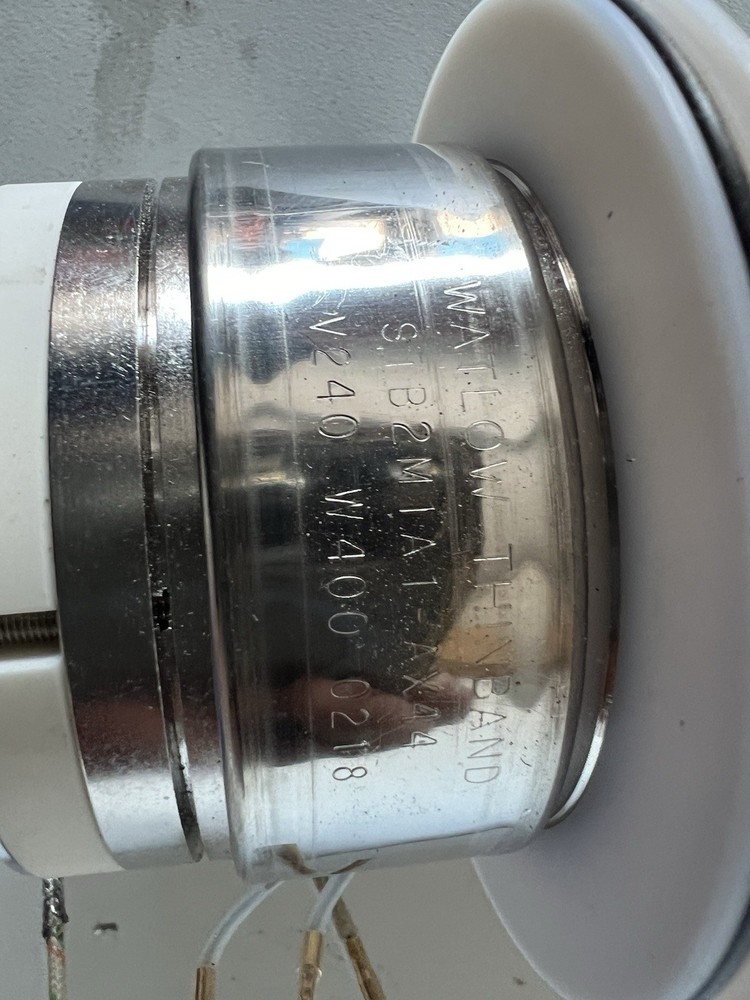 WATLOW THINBAND
STB2M1A1-AX44
V240 W400 0218